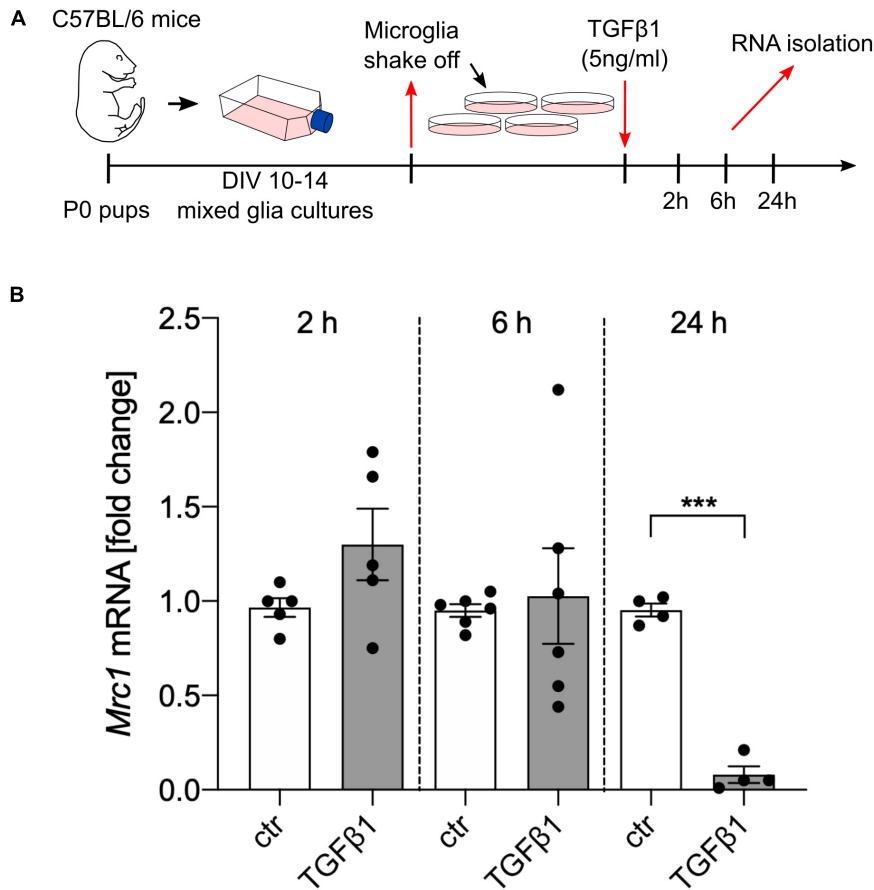 A
C57BL/6 mice
Microglia
shake off
TGFβ1
(5ng/ml)
RNA isolation
P0 pups
DIV 10-14
mixed glia cultures
2h
6h
24h
B
Mrc1 mRNA [fold change]
2.5
2.0
1.5
1.0
0.5
0.0
2 h
6 h
24 h
***
ctr
TGFβ1
ctr
TGFβ1
ctr
TGFβ1